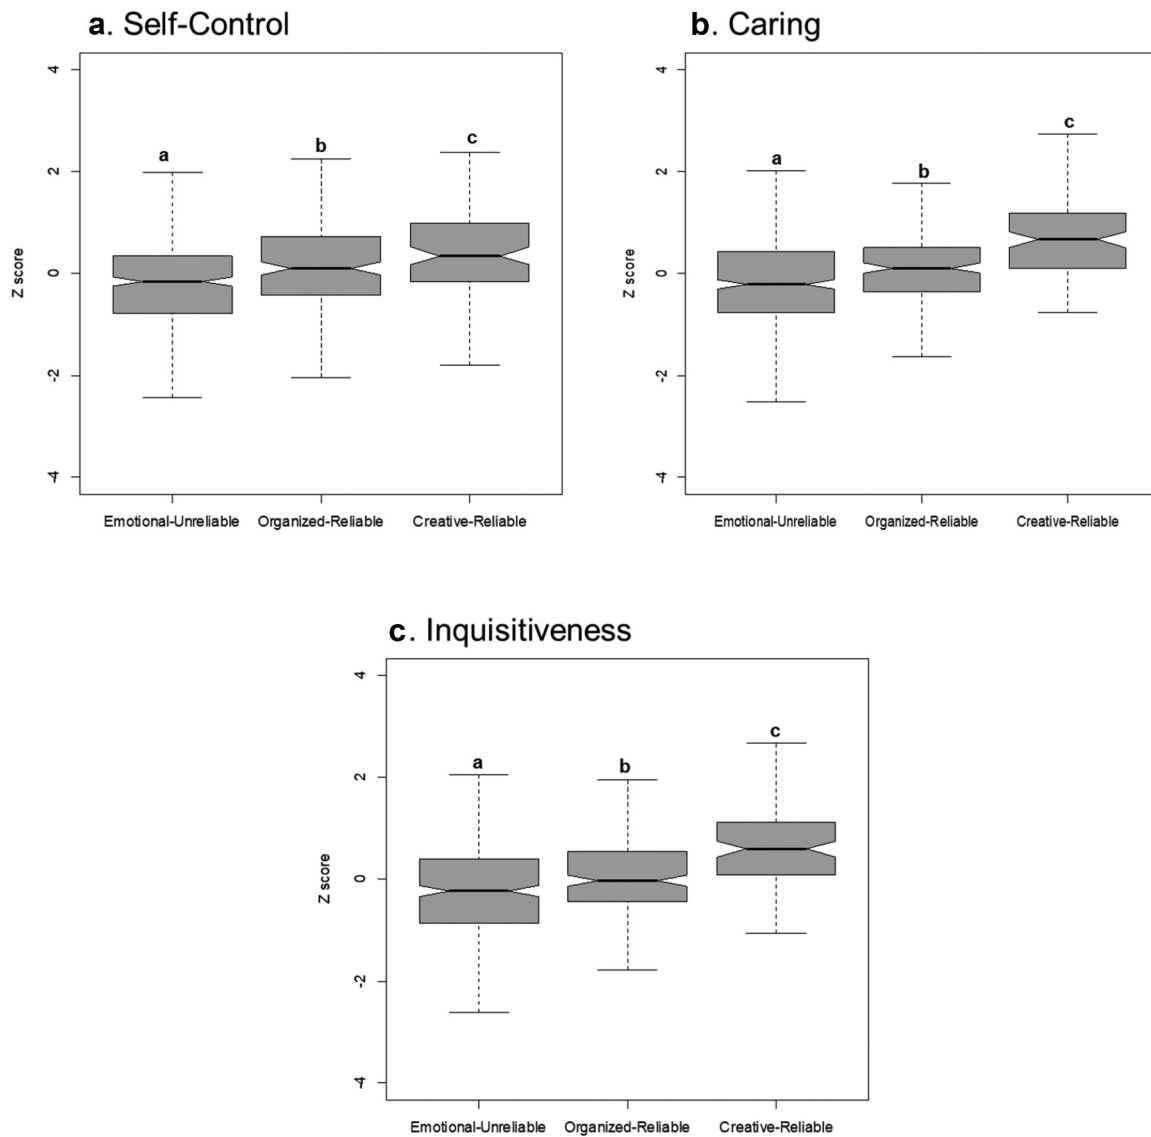 a. Self-Control
4
2
0
-2
-4
Z score
a
b
c
Emotional-Unreliable Organized-Reliable Creative-Reliable
b. Caring
4
2
0
-2
-4
Z score
a
b
c
Emotional-Unreliable Organized-Reliable Creative-Reliable
c. Inquisitiveness
4
2
0
-2
-4
Z score
a
b
c
Emotional-Unreliable Organized-Reliable Creative-Reliable